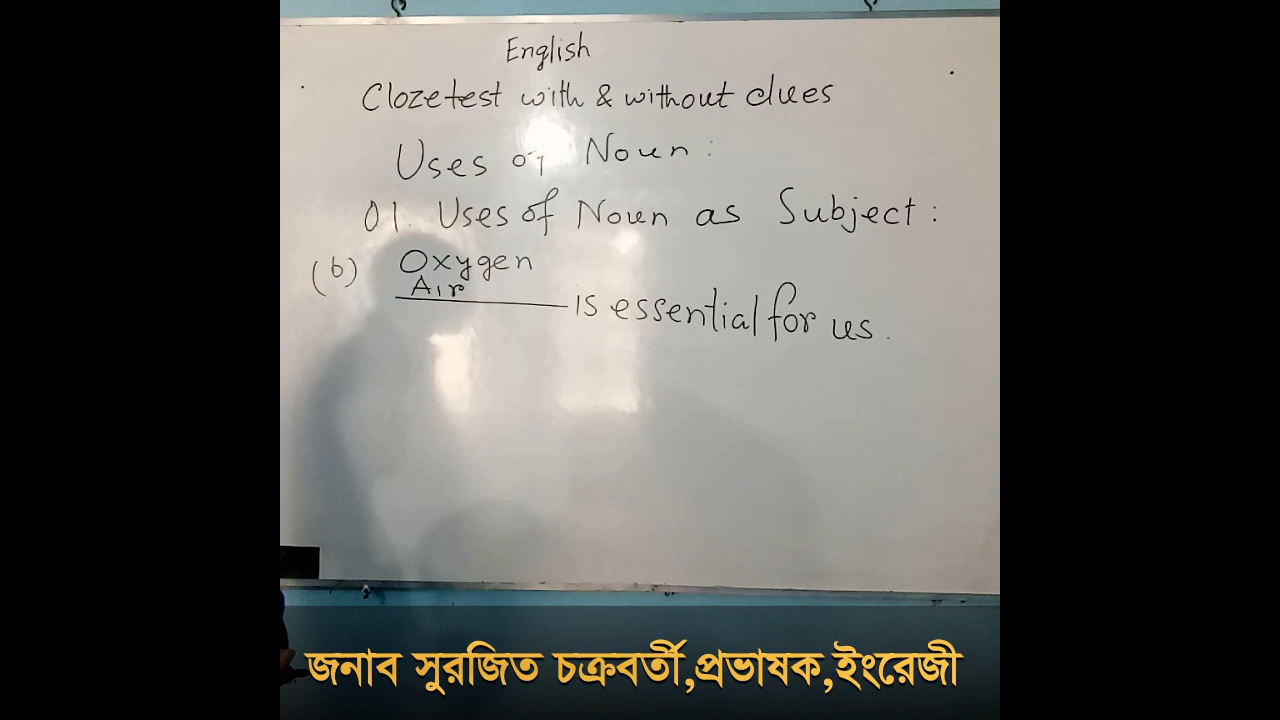 English
Clozetest with & without clues
Uses of Noun:
01. Uses of Noun as Subject:
(b) Oxygen
Air
______ is essential for us.
জনাব সুরজিত চক্রবর্তী,প্রভাষক,ইংরেজী